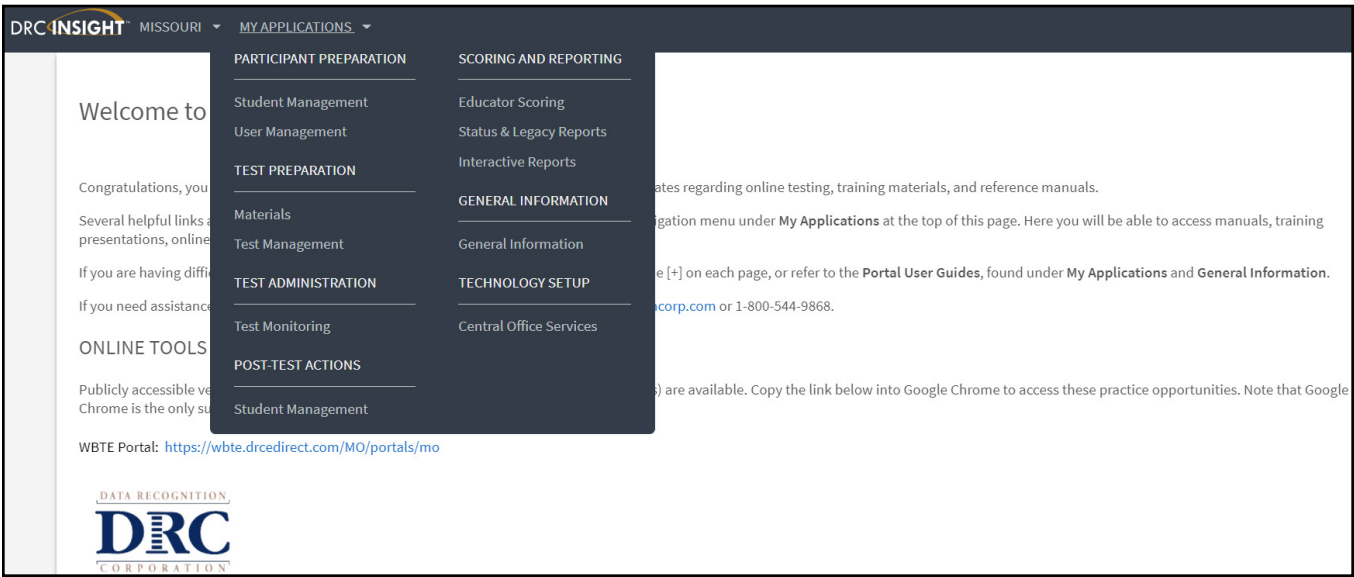 DRC INSIGHT™ MISSOURI MY APPLICATIONS
PARTICIPANT PREPARATION
Student Management
User Management
TEST PREPARATION
Materials
Test Management
TEST ADMINISTRATION
Test Monitoring
POST-TEST ACTIONS
Student Management
SCORING AND REPORTING
Educator Scoring
Status & Legacy Reports
Interactive Reports
GENERAL INFORMATION
General Information
TECHNOLOGY SETUP
Central Office Services
Welcome to
Congratulations, you ates regarding online testing, training materials, and reference manuals.
Several helpful links a igation menu under My Applications at the top of this page. Here you will be able to access manuals, training
presentations, online
If you are having diffi e [+] on each page, or refer to the Portal User Guides, found under My Applications and General Information.
If you need assistance acorp.com or 1-800-544-9868.
ONLINE TOOLS
Publicly accessible ve s) are available. Copy the link below into Google Chrome to access these practice opportunities. Note that Google
Chrome is the only su
WBTE Portal: https://wbte.drcedirect.com/MO/portals/mo
DATA RECOGNITION
DRC
CORPORATION